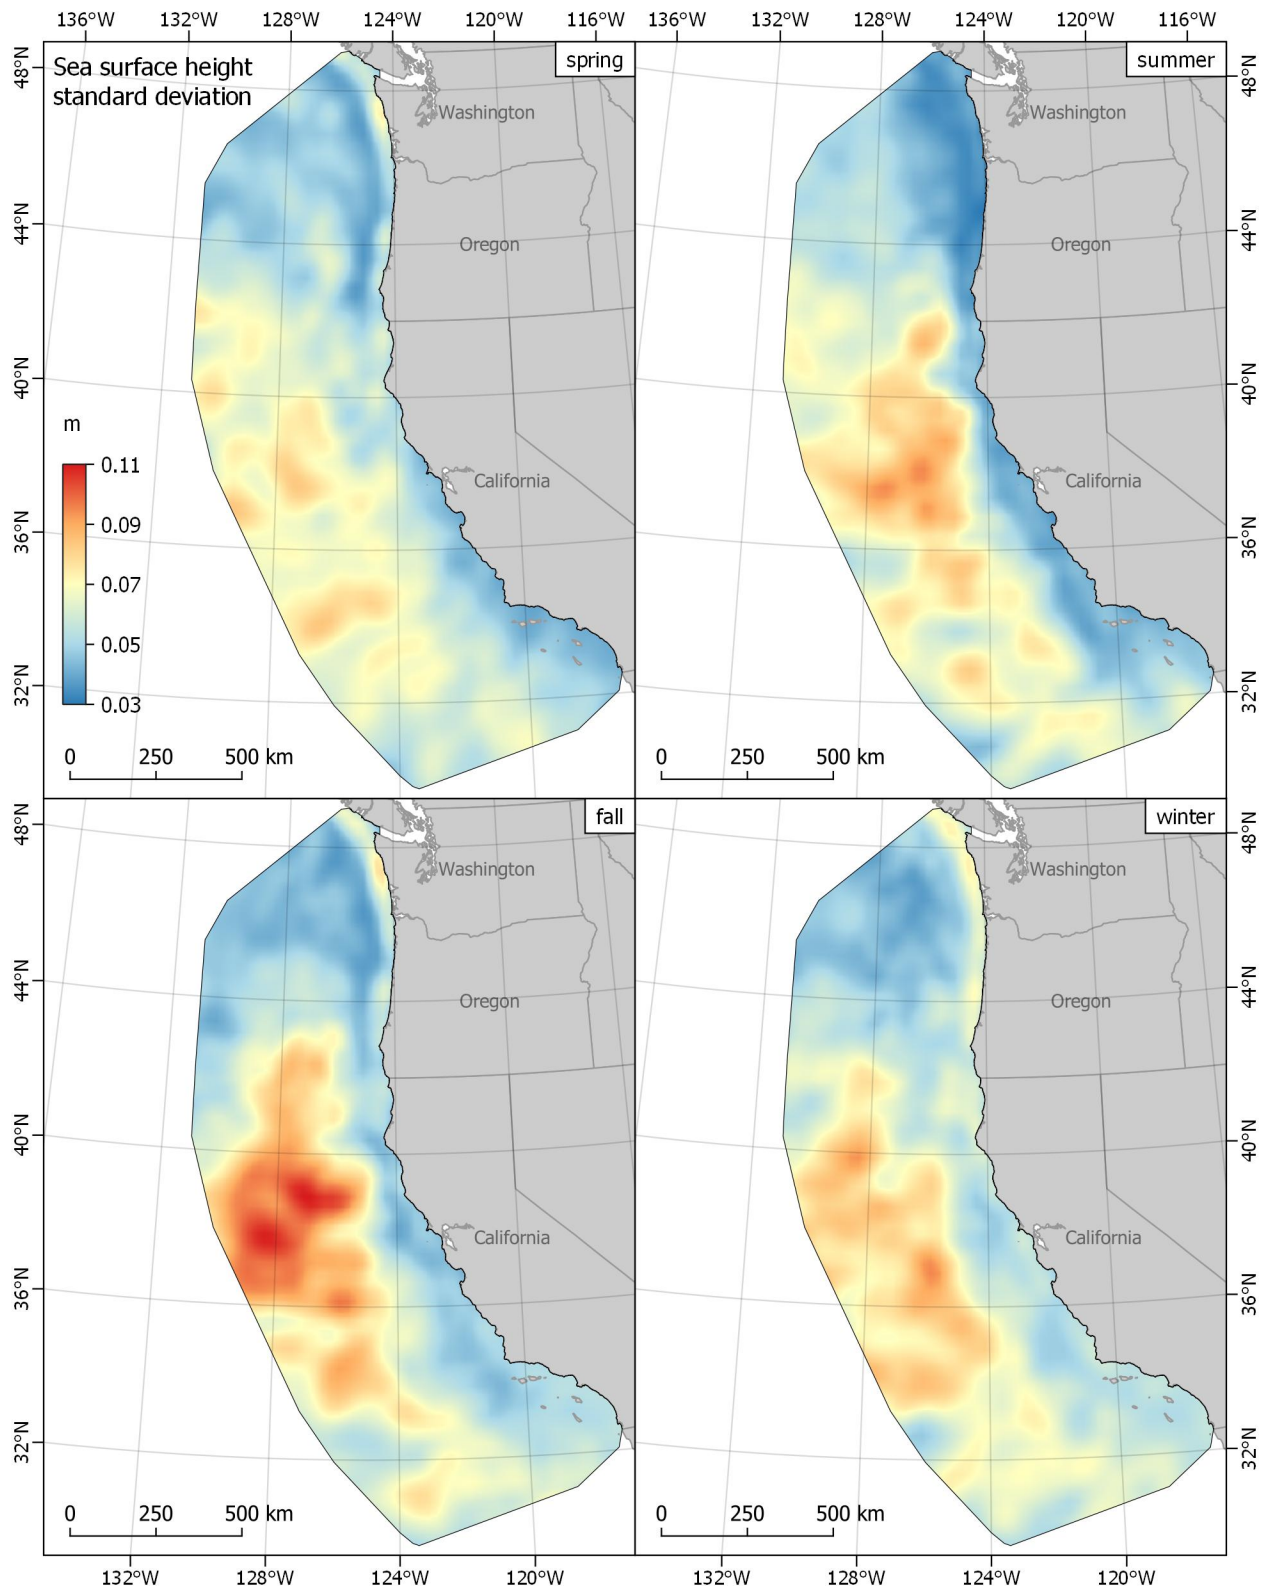 136°W 132°W 128°W 124°W 120°W 116°W 136°W 132°W 128°W 124°W 120°W 116°W
Sea surface height
standard deviation
spring
summer
48°N
Washington
Washington
48°N
44°N
Oregon
Oregon
44°N
40°N
40°N
m
0.11
0.09
0.07
0.05
0.03
California
California
36°N
36°N
32°N
32°N
0 250 500 km
0 250 500 km
fall
winter
48°N
Washington
Washington
48°N
44°N
Oregon
Oregon
44°N
40°N
40°N
California
California
36°N
36°N
32°N
32°N
0 250 500 km
0 250 500 km
132°W 128°W 124°W 120°W 132°W 128°W 124°W 120°W